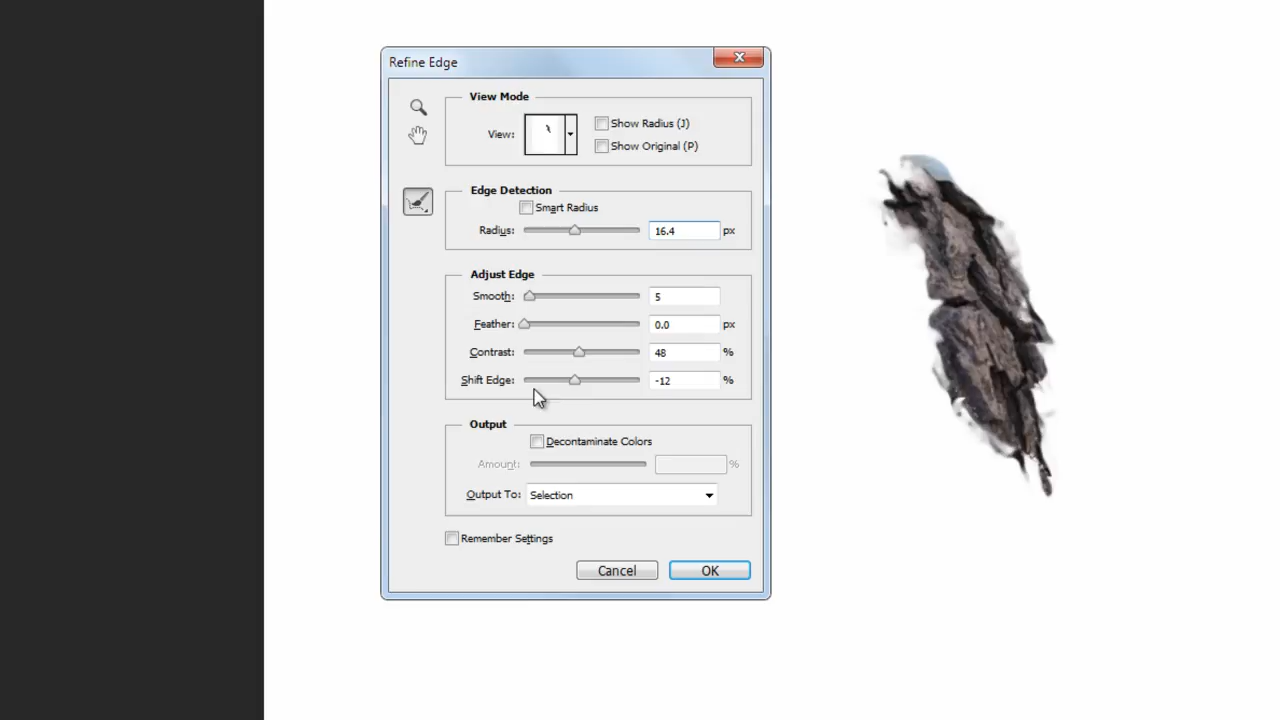 Refine Edge
View Mode
View:
Show Radius (J)
Show Original (P)
Edge Detection
Smart Radius
Radius: 16.4 px
Adjust Edge
Smooth: 5
Feather: 0.0 px
Contrast: 48 %
Shift Edge: -12 %
Output
Decontaminate Colors
Amount: %
Output To: Selection
Remember Settings
Cancel OK